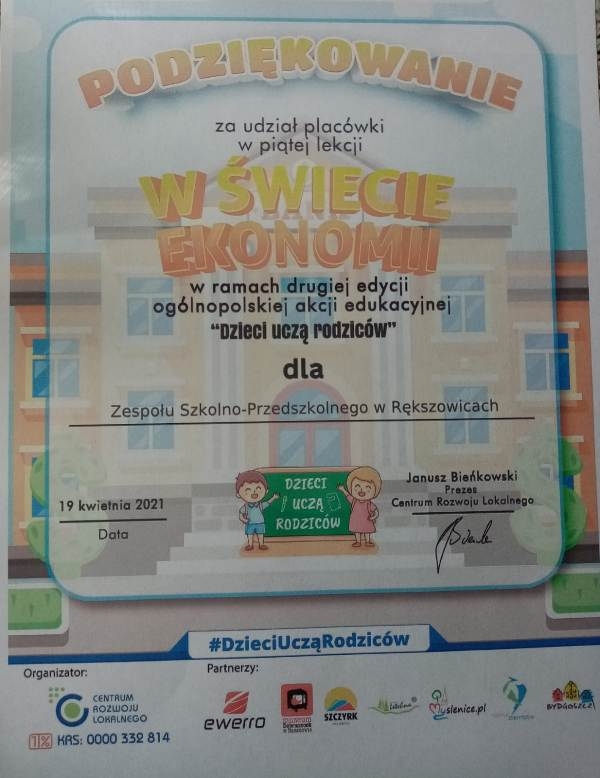 PODZIĘKOWANIE
za udział placówki
w piątej lekcji
W ŚWIECIE
EKONOMII
w ramach drugiej edycji
ogólnopolskiej akcji edukacyjnej
"Dzieci uczą rodziców"
dla
Zespołu Szkolno-Przedszkolnego w Rększowicach
19 kwietnia 2021
Data
DZIECI
UCZĄ
RODZICÓW
Janusz Bieńkowski
Prezes
Centrum Rozwoju Lokalnego
#DzieciUcząRodziców
Organizator:
CENTRUM
ROZWOJU
LOKALNEGO
1% KRS: 0000 332 814
Partnerzy:
ewerro
SZCZYRK
myslenice.pl
BYDGOSZCZ